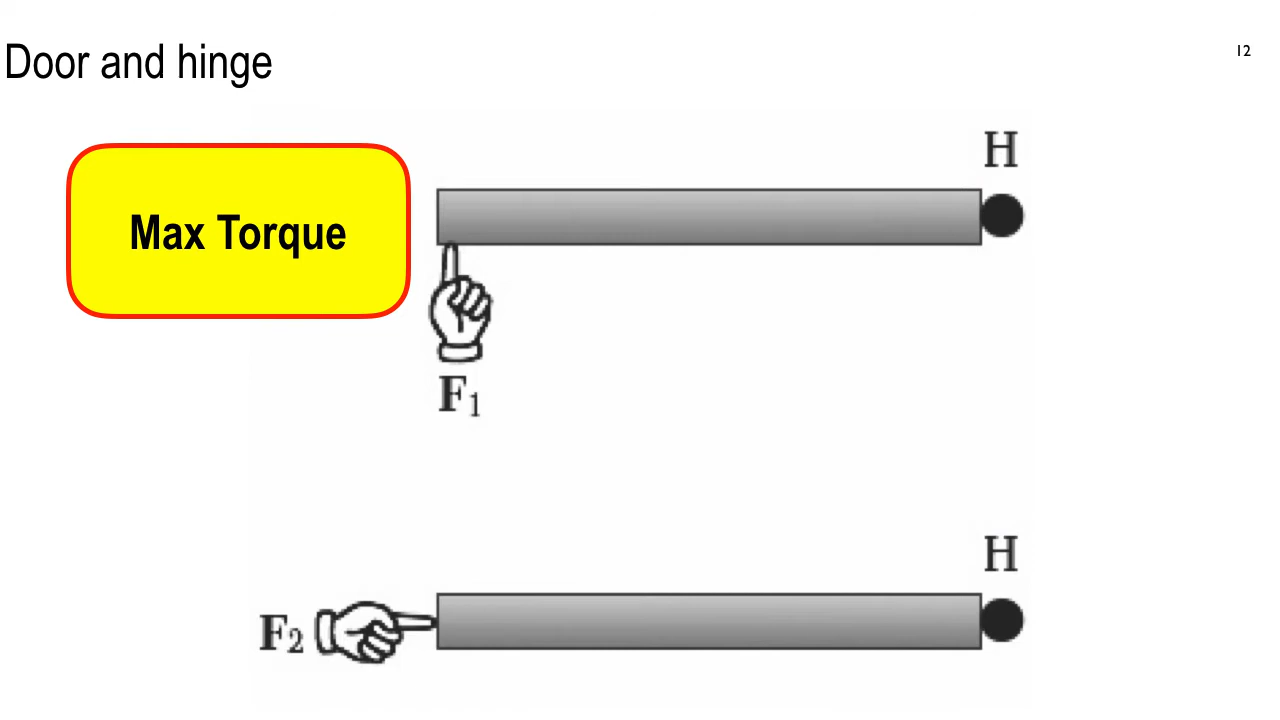 Door and hinge
12
Max Torque
H
F₁
H
F₂